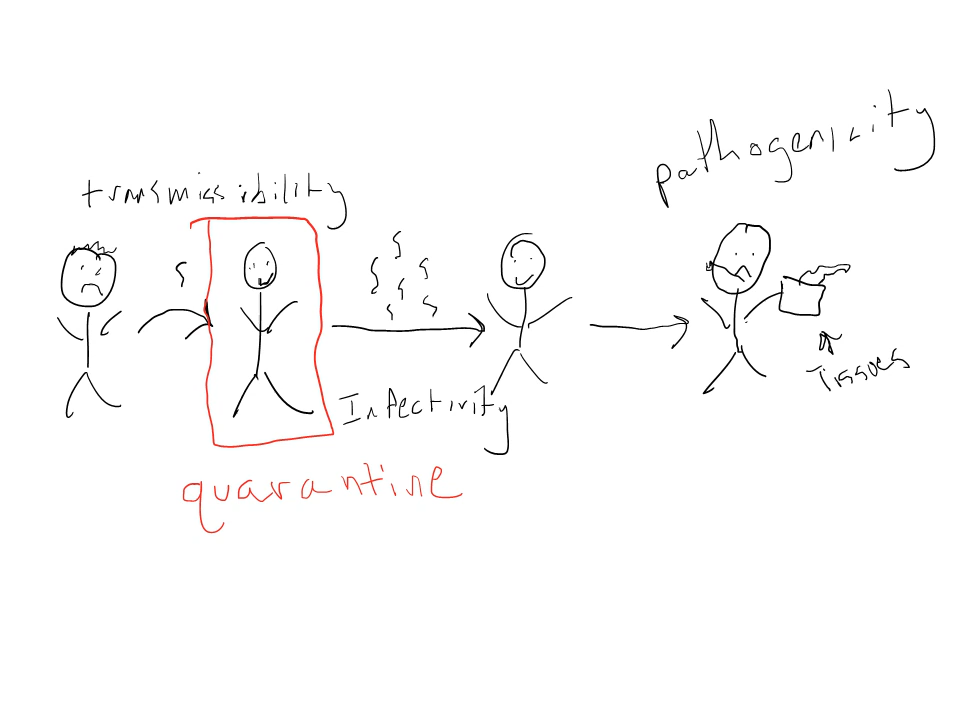 pathogenicity
transmissibility
Tissues
Infectivity
quarantine